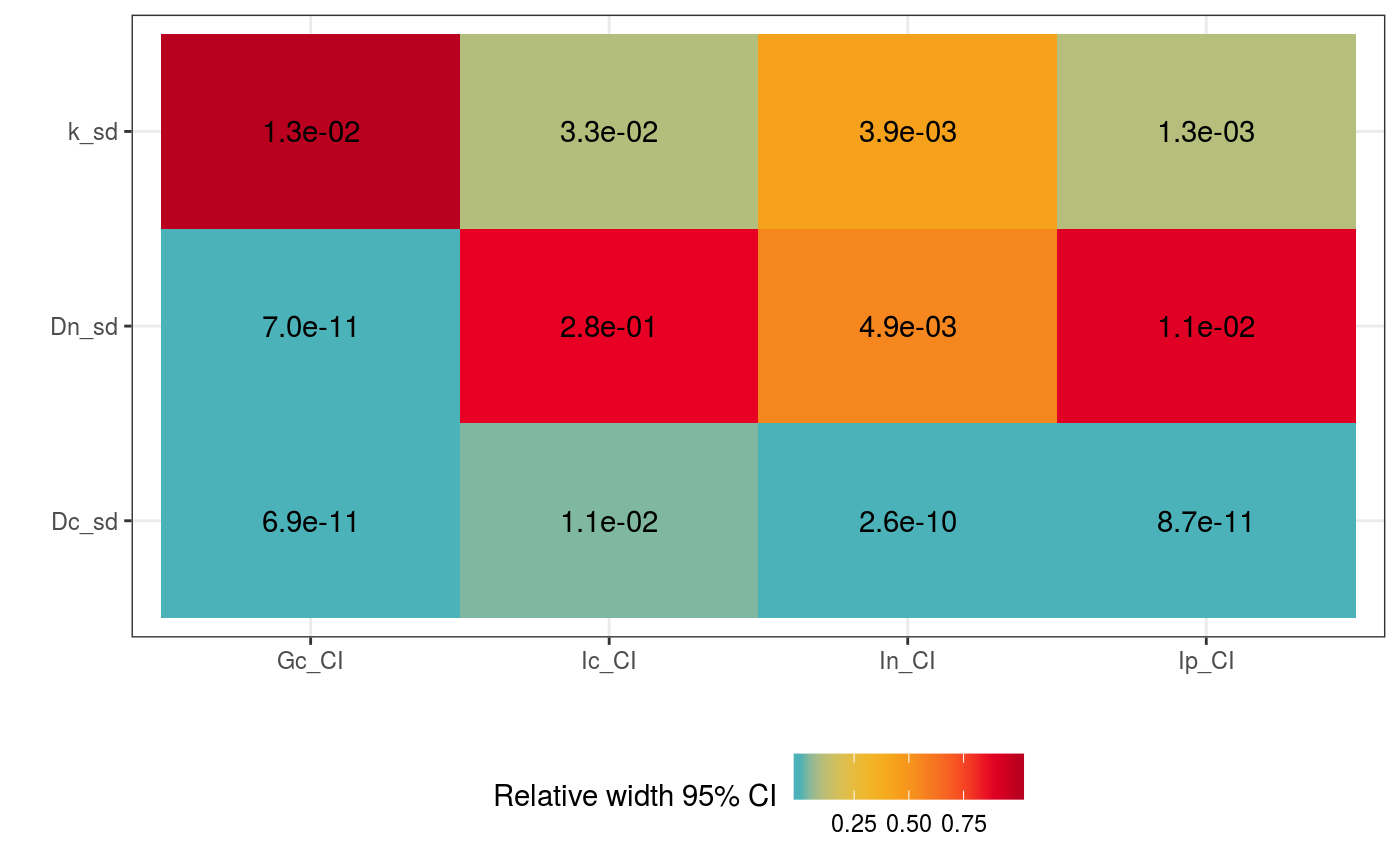 k_sd 1.3e-02 3.3e-02 3.9e-03 1.3e-03
Dn_sd 7.0e-11 2.8e-01 4.9e-03 1.1e-02
Dc_sd 6.9e-11 1.1e-02 2.6e-10 8.7e-11
Gc_CI Ic_CI In_CI Ip_CI
Relative width 95% CI
0.25 0.50 0.75